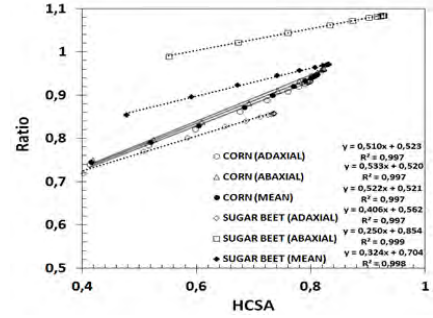 1,1
1
0,9
0,8
0,7
0,6
0,5
Ratio
0,4
0,6
0,8
1
HCSA
CORN (ADAXIAL)
CORN (ABAXIAL)
CORN (MEAN)
SUGAR BEET (ADAXIAL)
SUGAR BEET (ABAXIAL)
SUGAR BEET (MEAN)
y = 0,510x + 0,523
R² = 0,997
y = 0,533x + 0,520
R² = 0,997
y = 0,522x + 0,521
R² = 0,997
y = 0,406x + 0,562
R² = 0,997
y = 0,250x + 0,854
R² = 0,999
y = 0,324x + 0,704
R² = 0,998